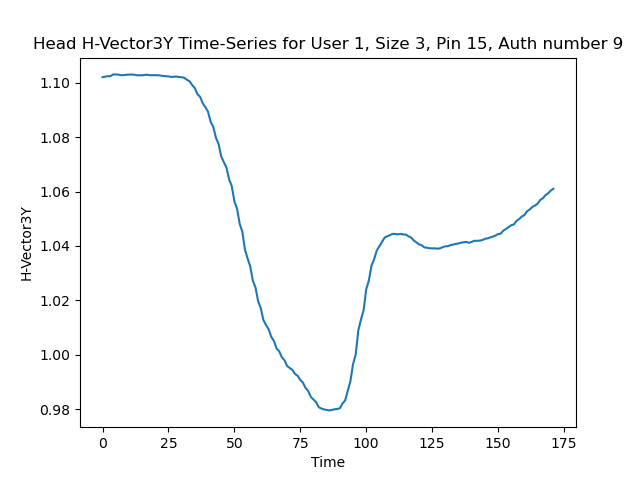 Head H-Vector3Y Time-Series for User 1, Size 3, Pin 15, Auth number 9
H-Vector3Y
1.10
1.08
1.06
1.04
1.02
1.00
0.98
0 25 50 75 100 125 150 175
Time